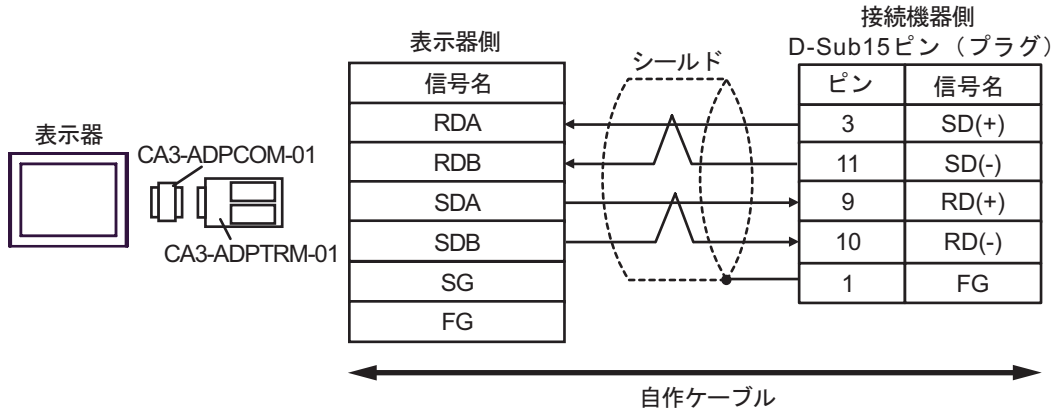 表示器
CA3-ADPCOM-01
CA3-ADPTRM-01
表示器側
信号名
RDA
RDB
SDA
SDB
SG
FG
シールド
接続機器側
D-Sub15ピン（プラグ）
ピン 信号名
3 SD(+)
11 SD(-)
9 RD(+)
10 RD(-)
1 FG
自作ケーブル